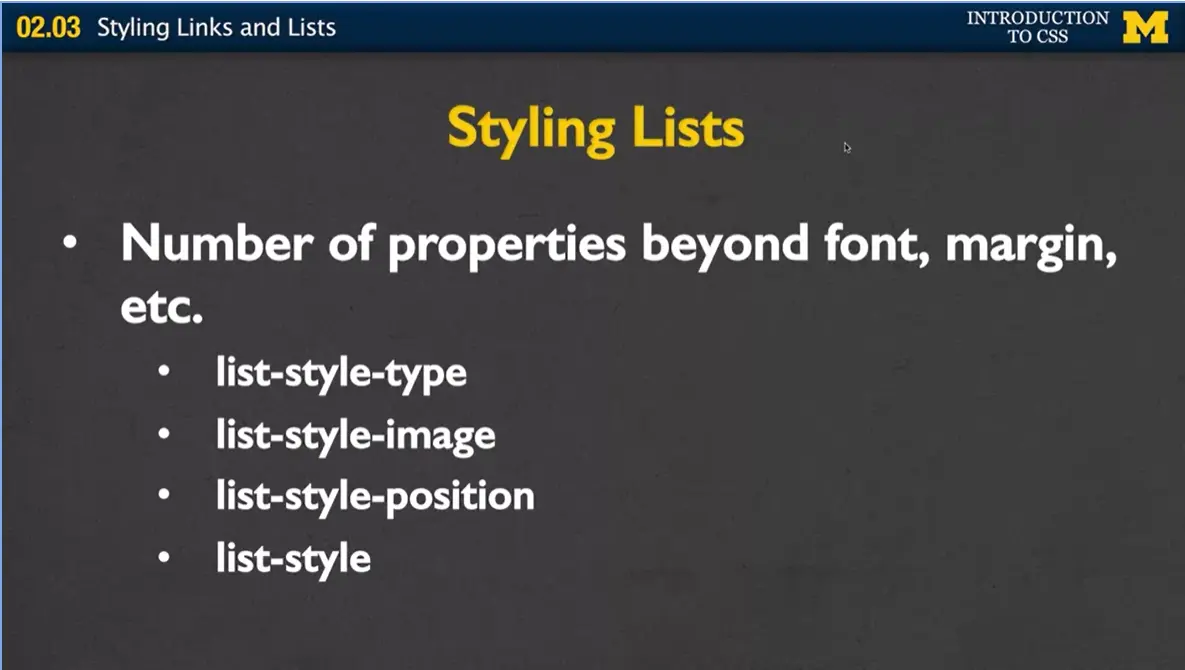 02.03 Styling Links and Lists
INTRODUCTION
TO CSS
M
Styling Lists
• Number of properties beyond font, margin,
etc.
• list-style-type
• list-style-image
• list-style-position
• list-style